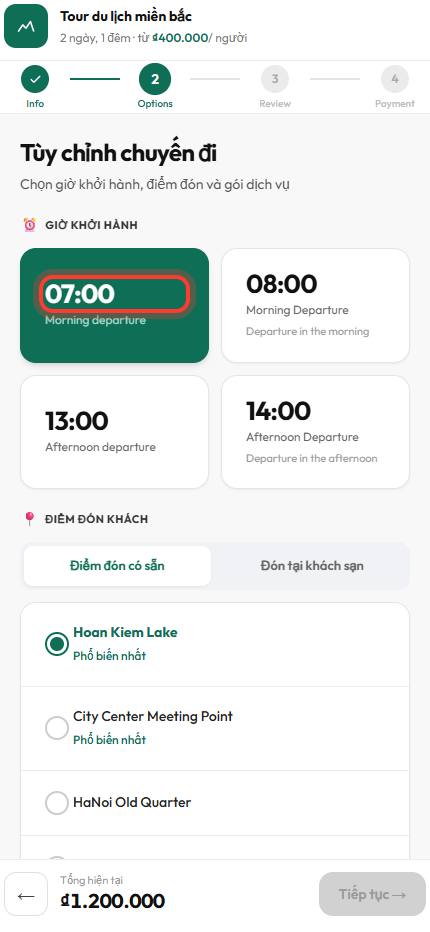 Tour du lịch miền bắc
2 ngày, 1 đêm · từ ₫400.000/ người
2
3
4
Info
Options
Review
Payment
Tùy chỉnh chuyến đi
Chọn giờ khởi hành, điểm đón và gói dịch vụ
GIỜ KHỞI HÀNH
07:00
Morning departure
08:00
Morning Departure
Departure in the morning
13:00
Afternoon departure
14:00
Afternoon Departure
Departure in the afternoon
ĐIỂM ĐÓN KHÁCH
Điểm đón có sẵn
Đón tại khách sạn
Hoan Kiem Lake
Phổ biến nhất
City Center Meeting Point
Phổ biến nhất
HaNoi Old Quarter
←
Tổng hiện tại
₫1.200.000
Tiếp tục →